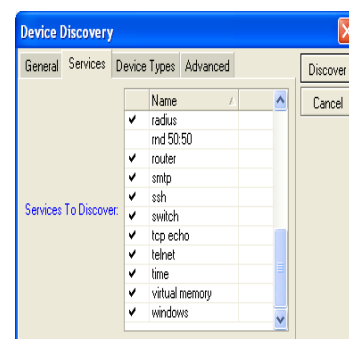 Device Discovery
General Services Device Types Advanced
Discover
Cancel
Name
radius
rnd 50:50
router
smtp
ssh
Services To Discover:
switch
tcp echo
telnet
time
virtual memory
windows